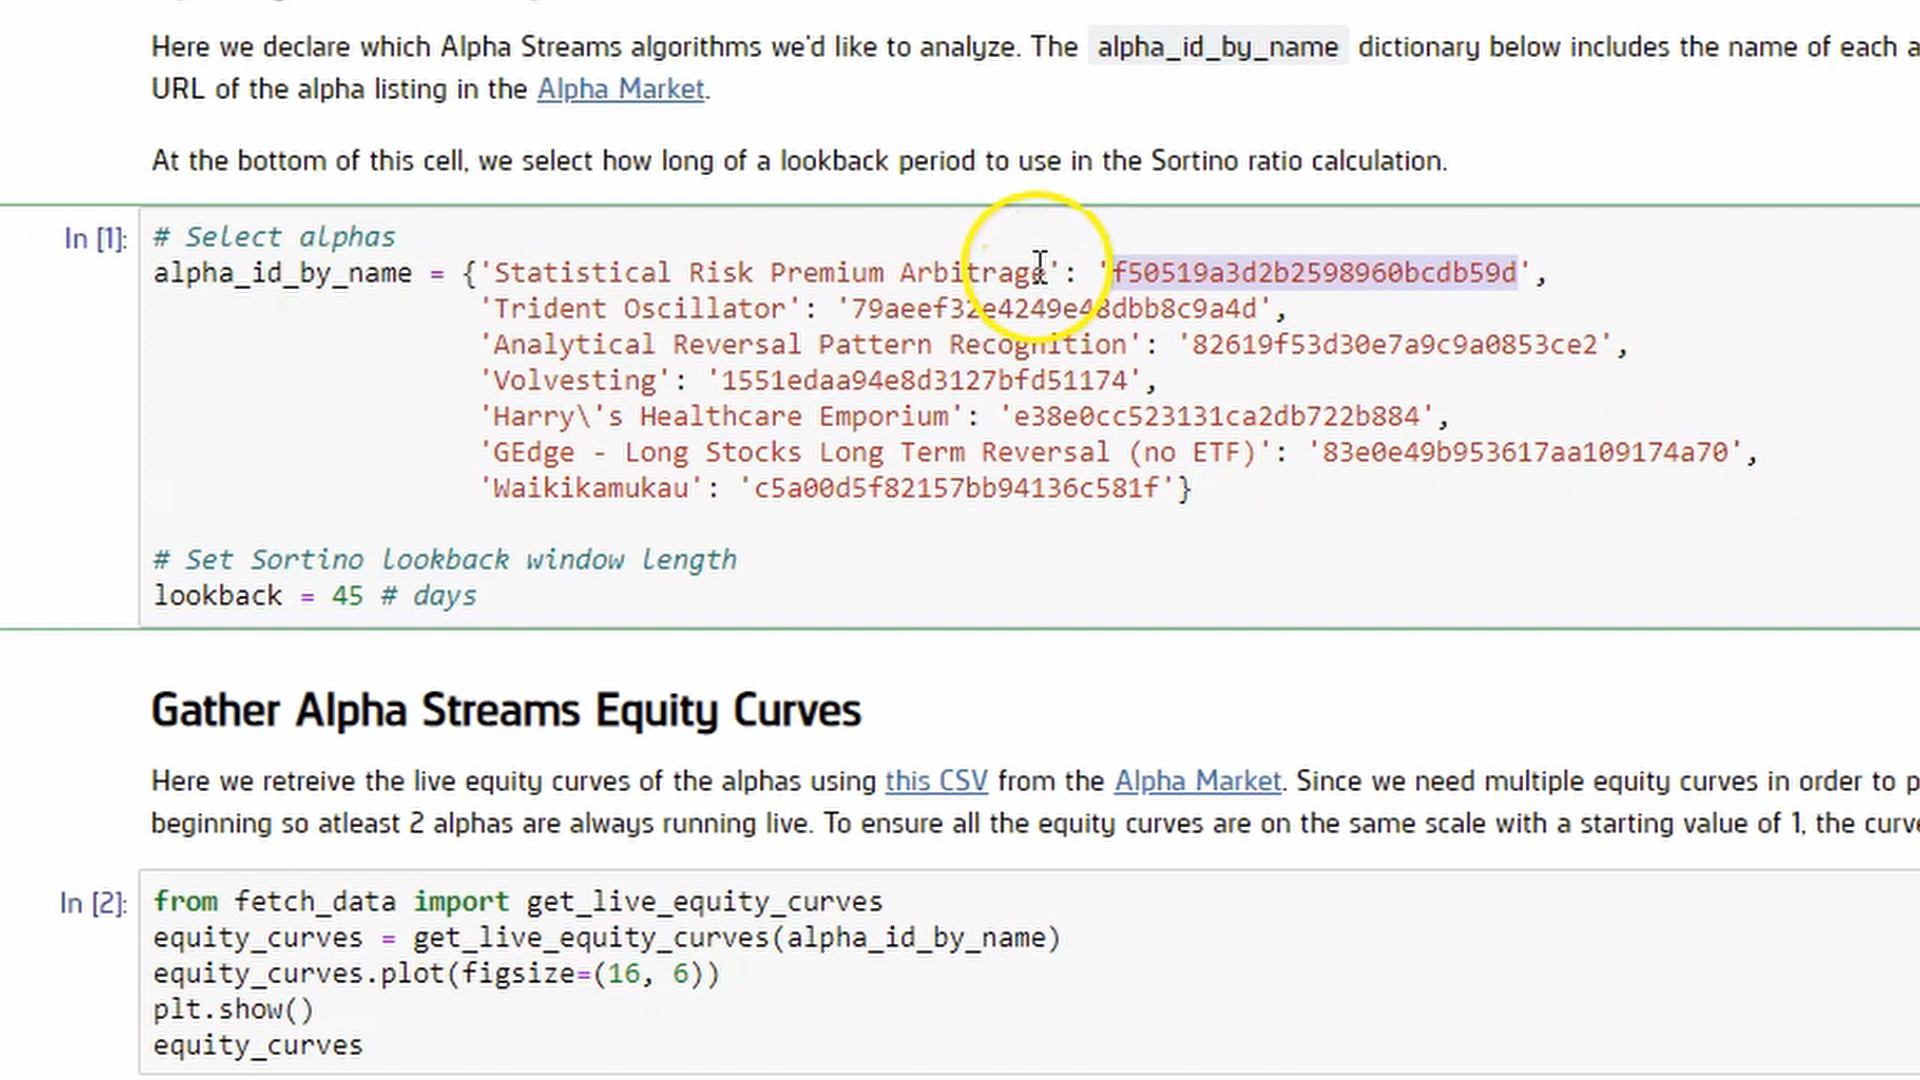 Here we declare which Alpha Streams algorithms we'd like to analyze. The alpha_id_by_name dictionary below includes the name of each a
URL of the alpha listing in the Alpha Market.
At the bottom of this cell, we select how long of a lookback period to use in the Sortino ratio calculation.
In [1]: # Select alphas
alpha_id_by_name = {'Statistical Risk Premium Arbitrage': 'f50519a3d2b2598960bcdb59d',
'Trident Oscillator': '79aeef32e4249e48dbb8c9a4d',
'Analytical Reversal Pattern Recognition': '82619f53d30e7a9c9a0853ce2',
'Volvesting': '1551edaa94e8d3127bfd51174',
'Harry\'s Healthcare Emporium': 'e38e0cc523131ca2db722b884',
'GEdge - Long Stocks Long Term Reversal (no ETF)': '83e0e49b953617aa109174a70',
'Waikikamukau': 'c5a00d5f82157bb94136c581f'}
# Set Sortino lookback window length
lookback = 45 # days
Gather Alpha Streams Equity Curves
Here we retreive the live equity curves of the alphas using this CSV from the Alpha Market. Since we need multiple equity curves in order to p
beginning so atleast 2 alphas are always running live. To ensure all the equity curves are on the same scale with a starting value of 1, the curve
In [2]: from fetch_data import get_live_equity_curves
equity_curves = get_live_equity_curves(alpha_id_by_name)
equity_curves.plot(figsize=(16, 6))
plt.show()
equity_curves